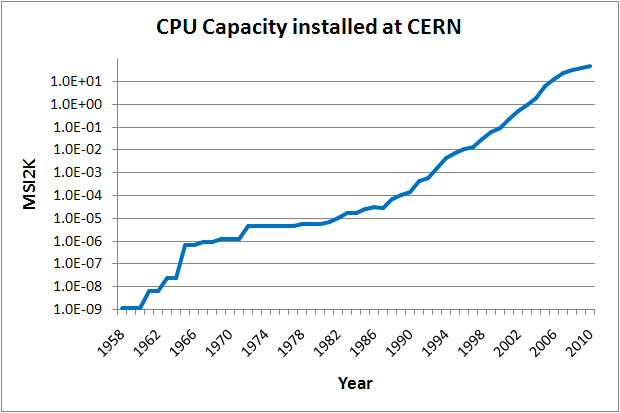 CPU Capacity installed at CERN
MSI2K
1.0E+01
1.0E+00
1.0E-01
1.0E-02
1.0E-03
1.0E-04
1.0E-05
1.0E-06
1.0E-07
1.0E-08
1.0E-09
1958
1962
1966
1970
1974
1978
1982
1986
1990
1994
1998
2002
2006
2010
Year